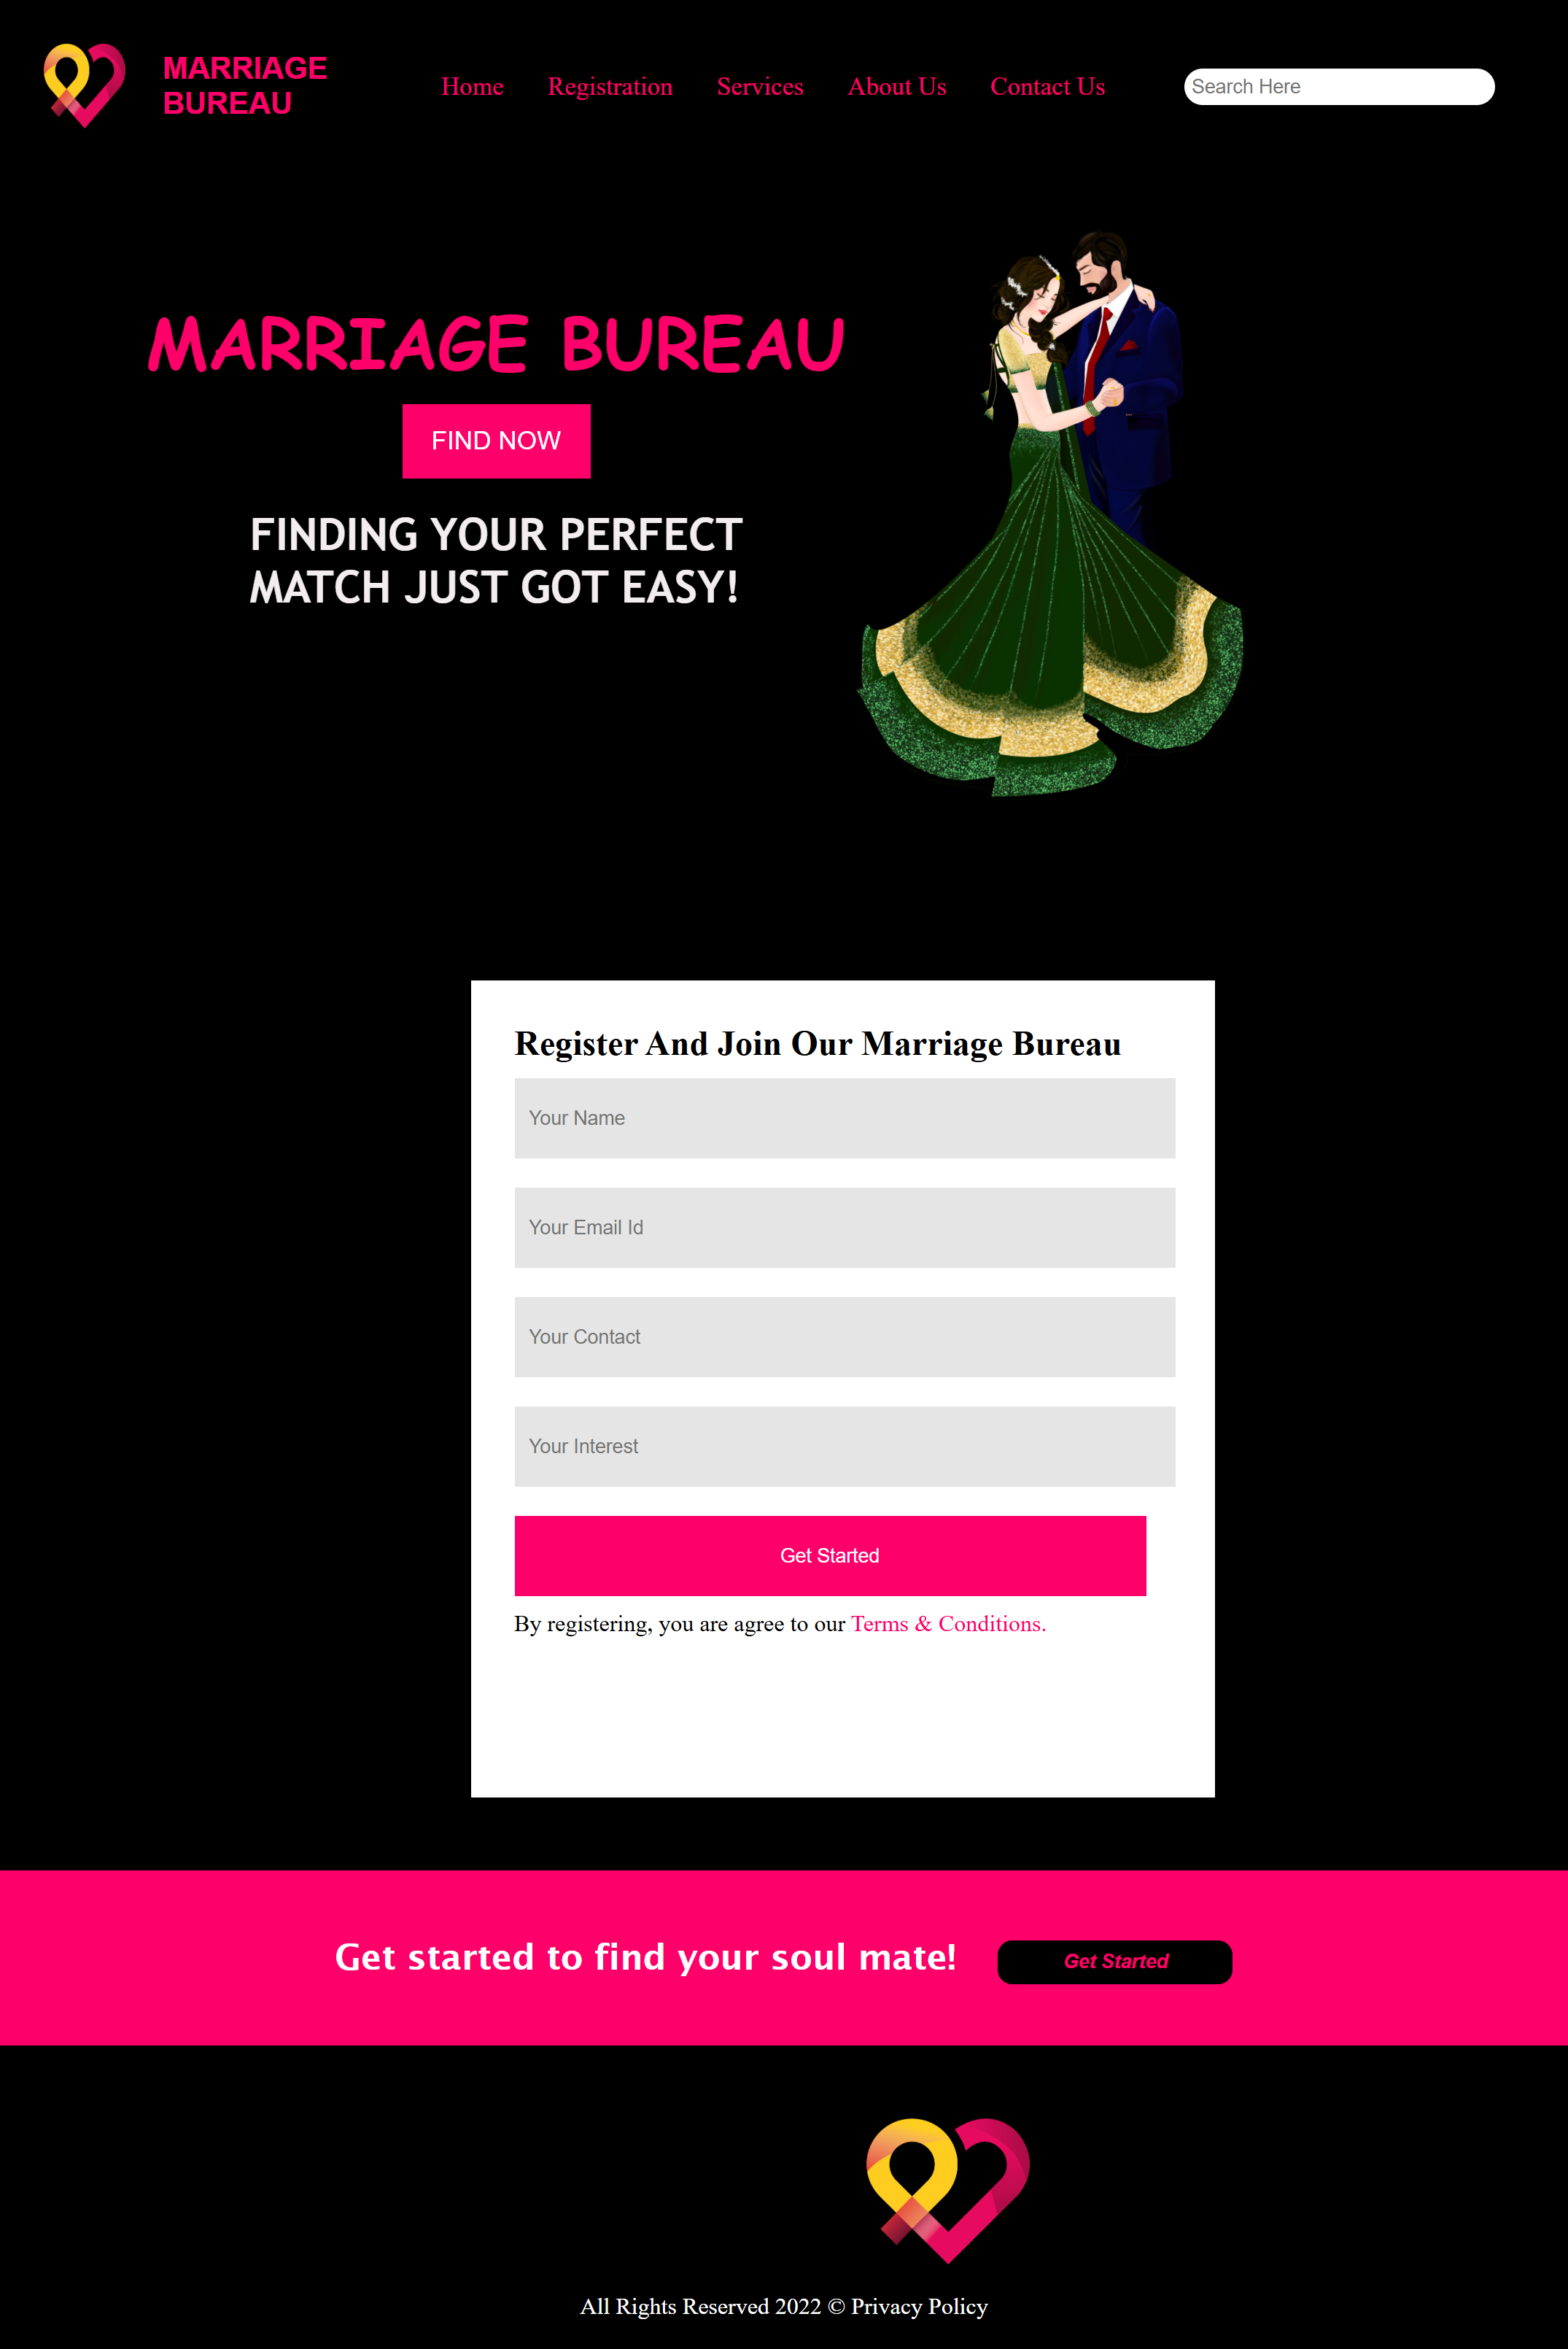 MARRIAGE
BUREAU
Home Registration Services About Us Contact Us
Search Here
MARRIAGE BUREAU
FIND NOW
FINDING YOUR PERFECT
MATCH JUST GOT EASY!
Register And Join Our Marriage Bureau
Your Name
Your Email Id
Your Contact
Your Interest
Get Started
By registering, you are agree to our Terms & Conditions.
Get started to find your soul mate!
Get Started
All Rights Reserved 2022 © Privacy Policy